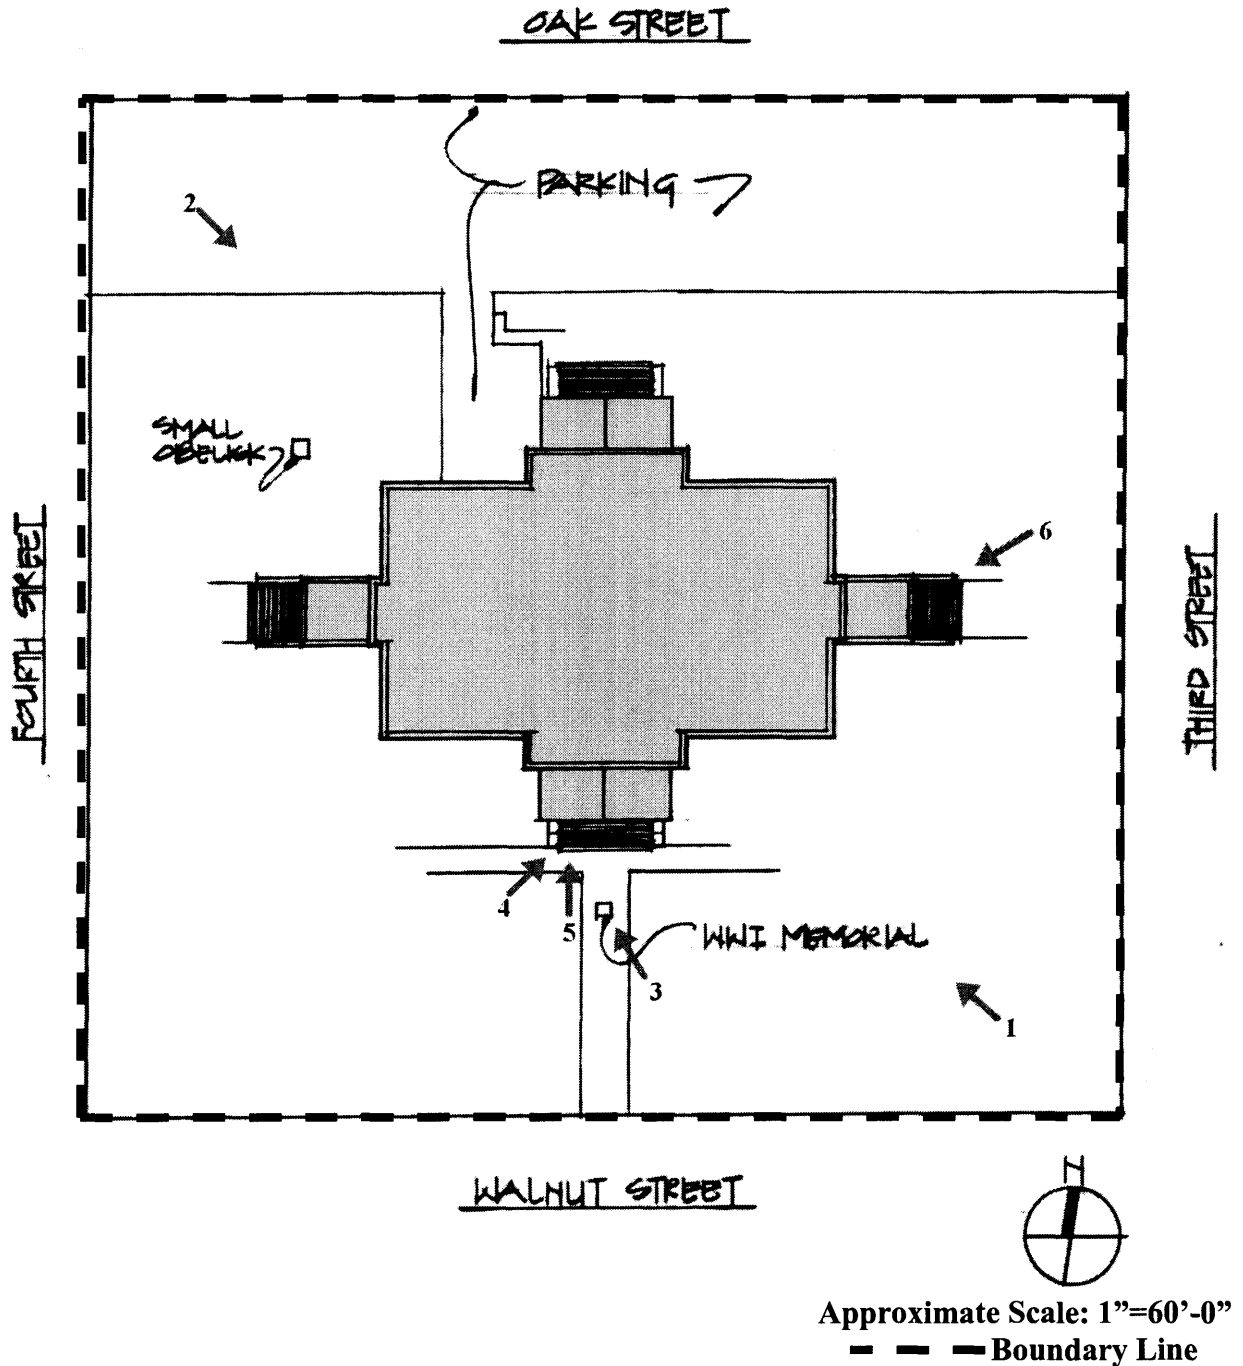 OAK STREET
PARKING
2
SMALL
OBELISK
6
FOURTH STREET
THIRD STREET
4
5
WWI MEMORIAL
3
1
WALNUT STREET
N
Approximate Scale: 1”=60’-0”
Boundary Line